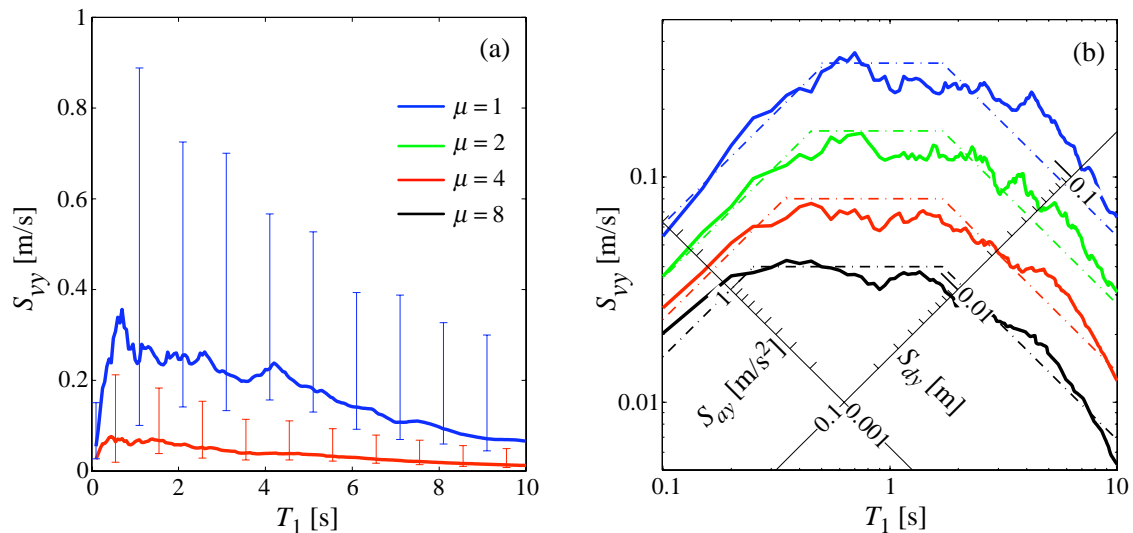 1
(a)
0.8
μ = 1
μ = 2
μ = 4
μ = 8
0.6
S_vy [m/s]
0.4
0.2
0
0 2 4 6 8 10
T_1 [s]
(b)
0.1
0.1
S_vy [m/s]
1
0.01
S_ay [m/s²]
S_dy [m]
0.01
0.1
0.001
0.1 1 10
T_1 [s]